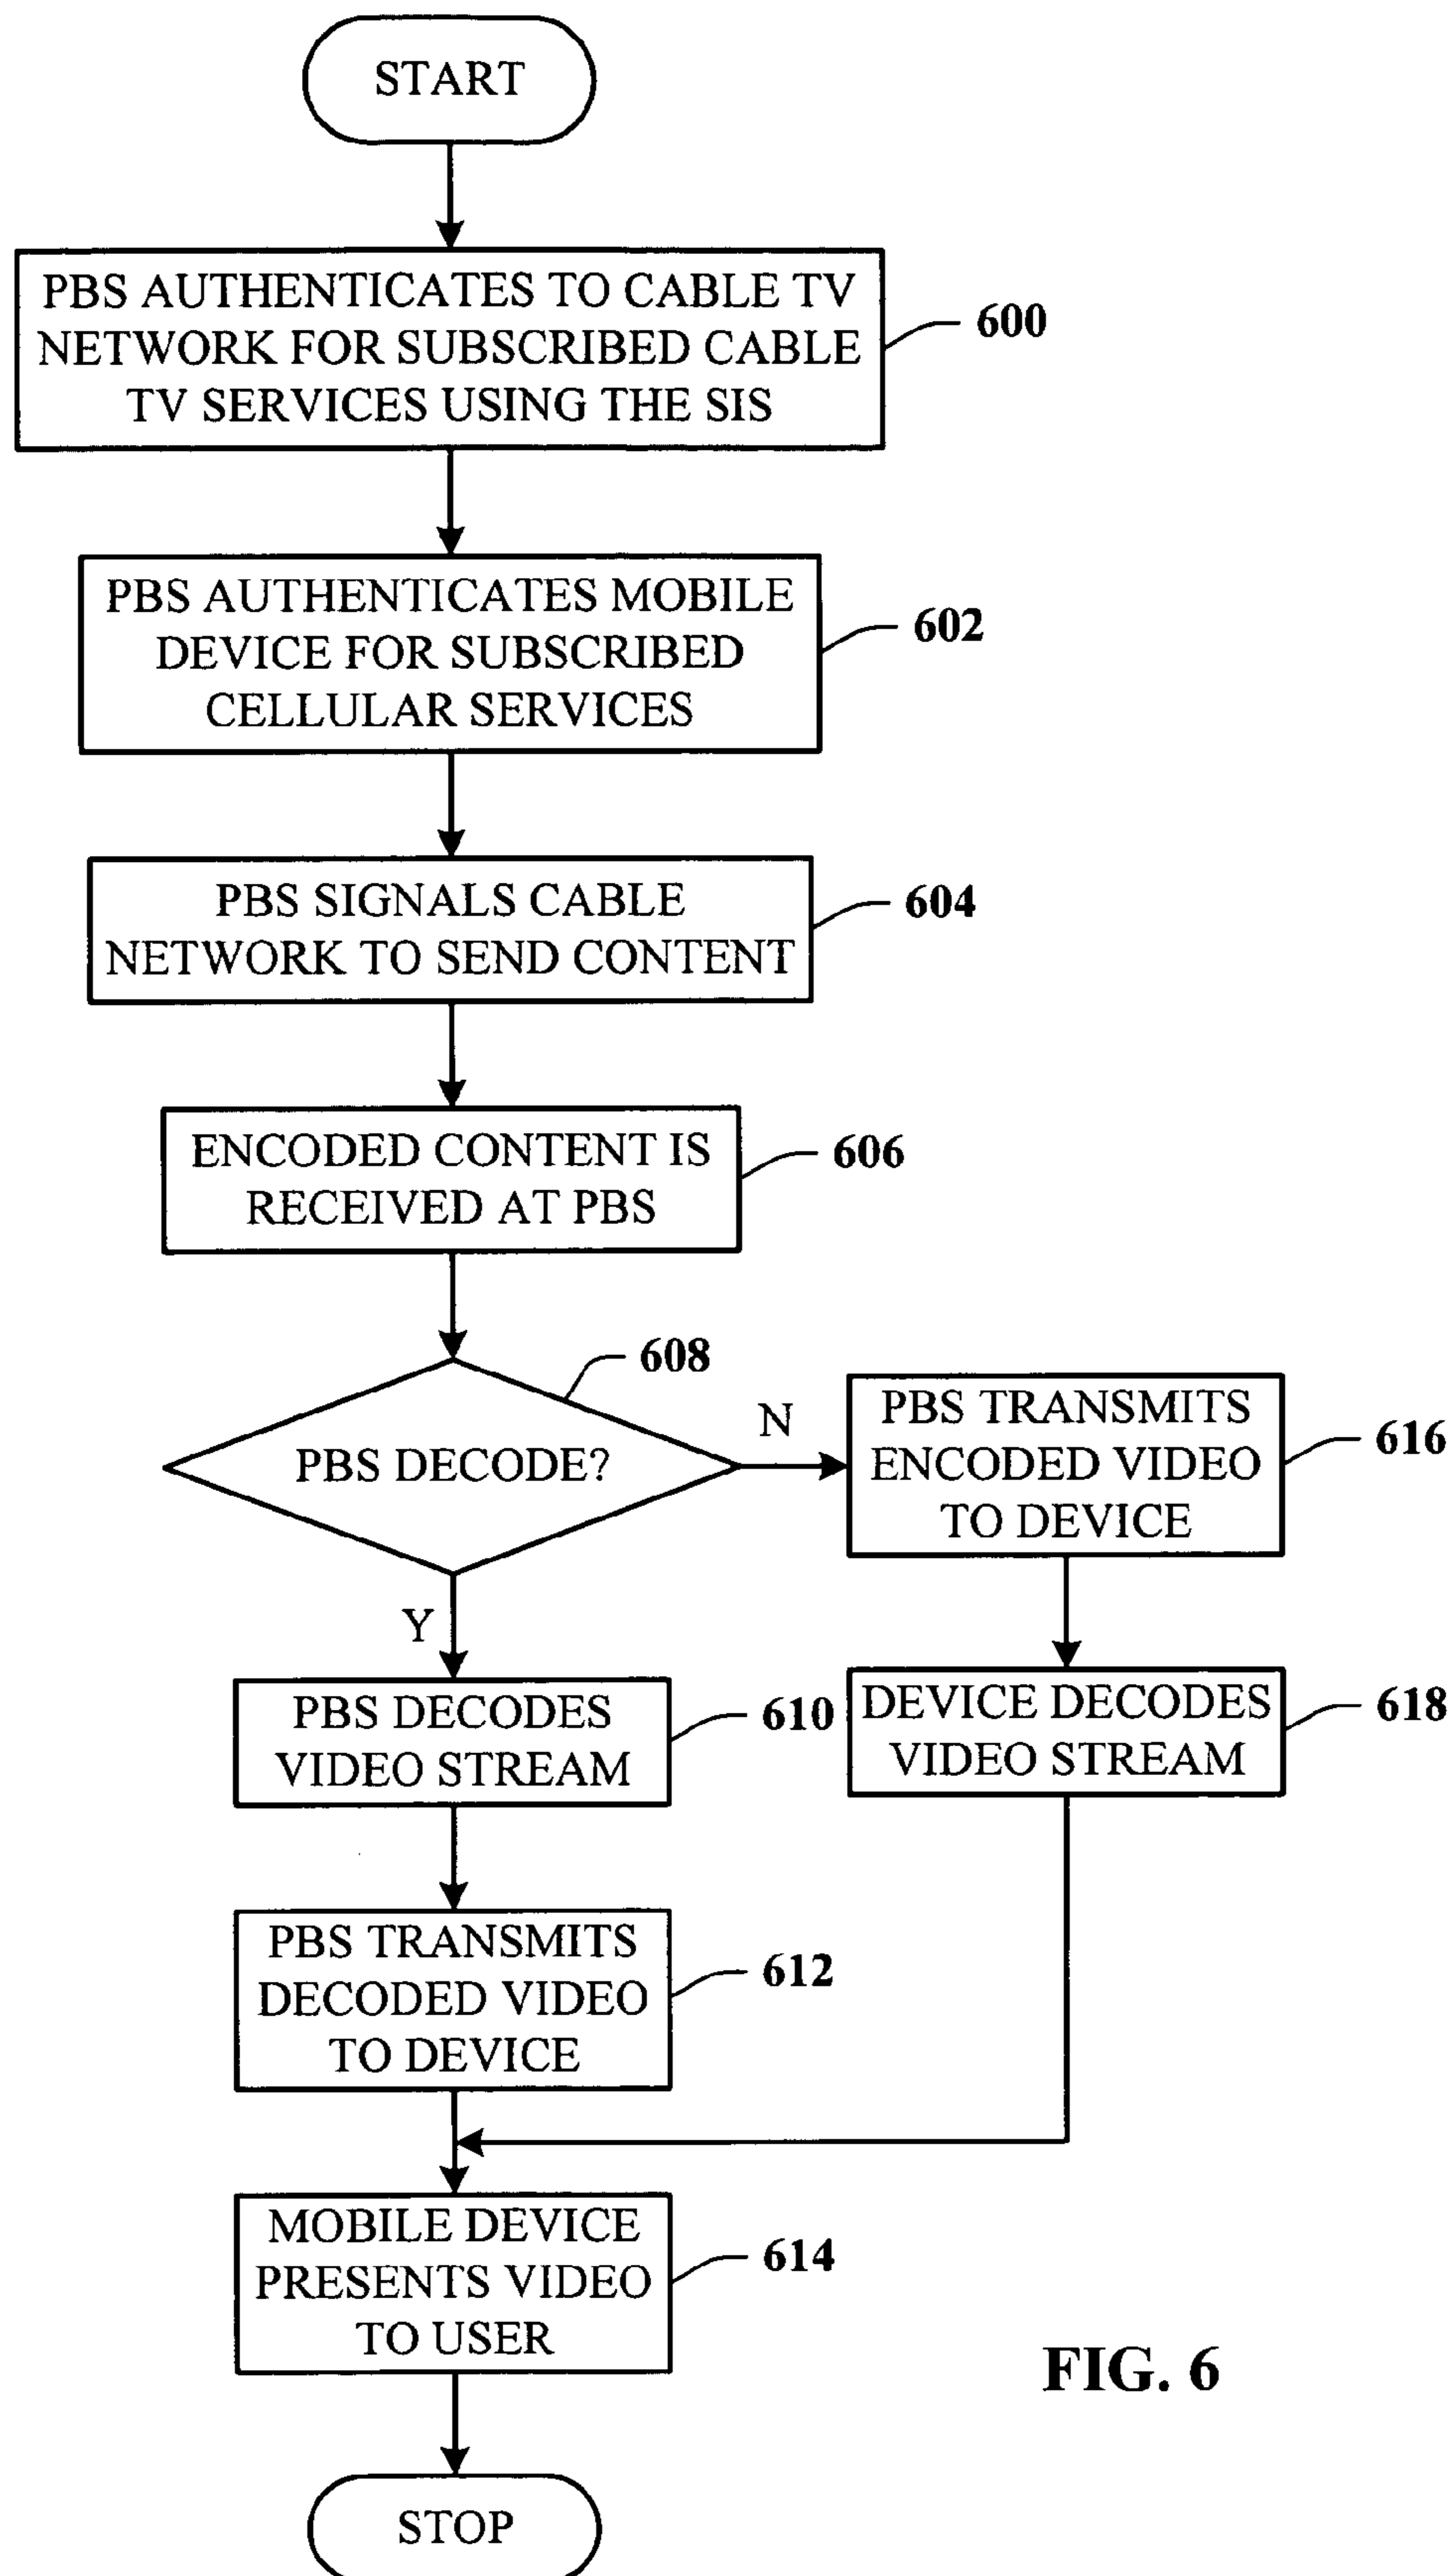 START
PBS AUTHENTICATES TO CABLE TV
NETWORK FOR SUBSCRIBED CABLE
TV SERVICES USING THE SIS
600
PBS AUTHENTICATES MOBILE
DEVICE FOR SUBSCRIBED
CELLULAR SERVICES
602
PBS SIGNALS CABLE
NETWORK TO SEND CONTENT
604
ENCODED CONTENT IS
RECEIVED AT PBS
606
PBS DECODE?
608
N
PBS TRANSMITS
ENCODED VIDEO
TO DEVICE
616
Y
PBS DECODES
VIDEO STREAM
610
DEVICE DECODES
VIDEO STREAM
618
PBS TRANSMITS
DECODED VIDEO
TO DEVICE
612
MOBILE DEVICE
PRESENTS VIDEO
TO USER
614
FIG. 6
STOP